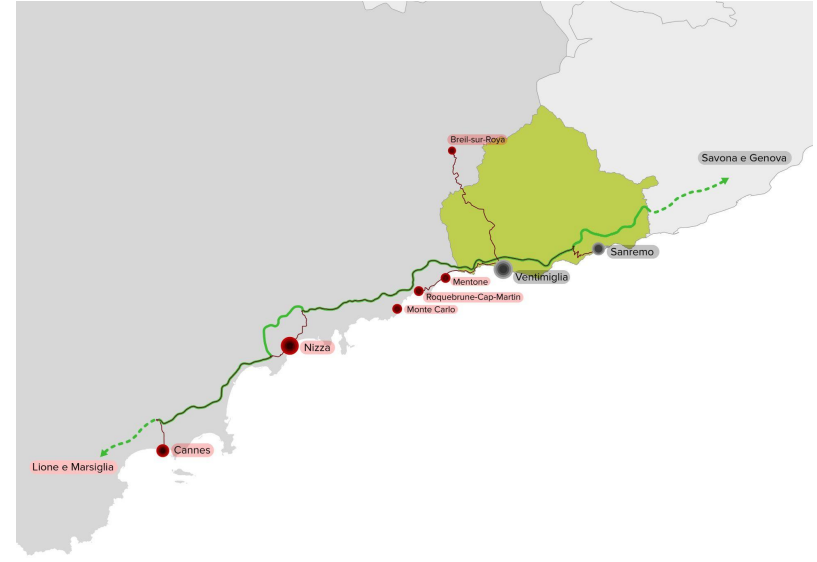 Breil-sur-Roya
Savona e Genova
Sanremo
Ventimiglia
Mentone
Roquebrune-Cap-Martin
Monte Carlo
Nizza
Cannes
Lione e Marsiglia